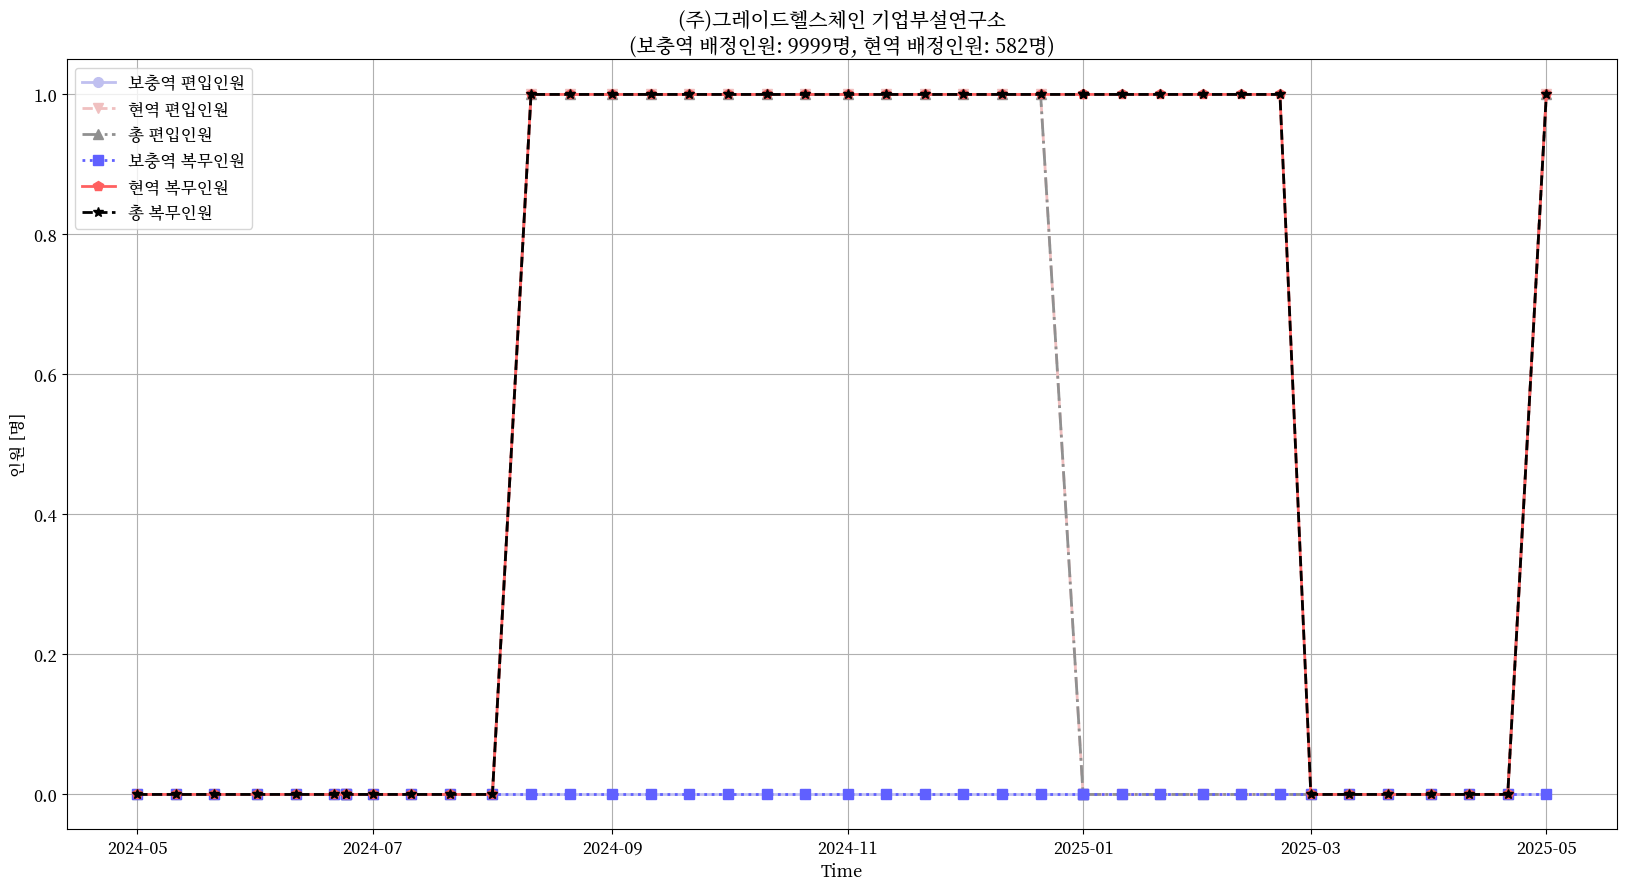 (주)그레이드헬스체인 기업부설연구소
(보충역 배정인원: 9999명, 현역 배정인원: 582명)
보충역 편입인원
현역 편입인원
총 편입인원
보충역 복무인원
현역 복무인원
총 복무인원
인원 [명]
1.0
0.8
0.6
0.4
0.2
0.0
2024-05
2024-07
2024-09
2024-11
2025-01
2025-03
2025-05
Time